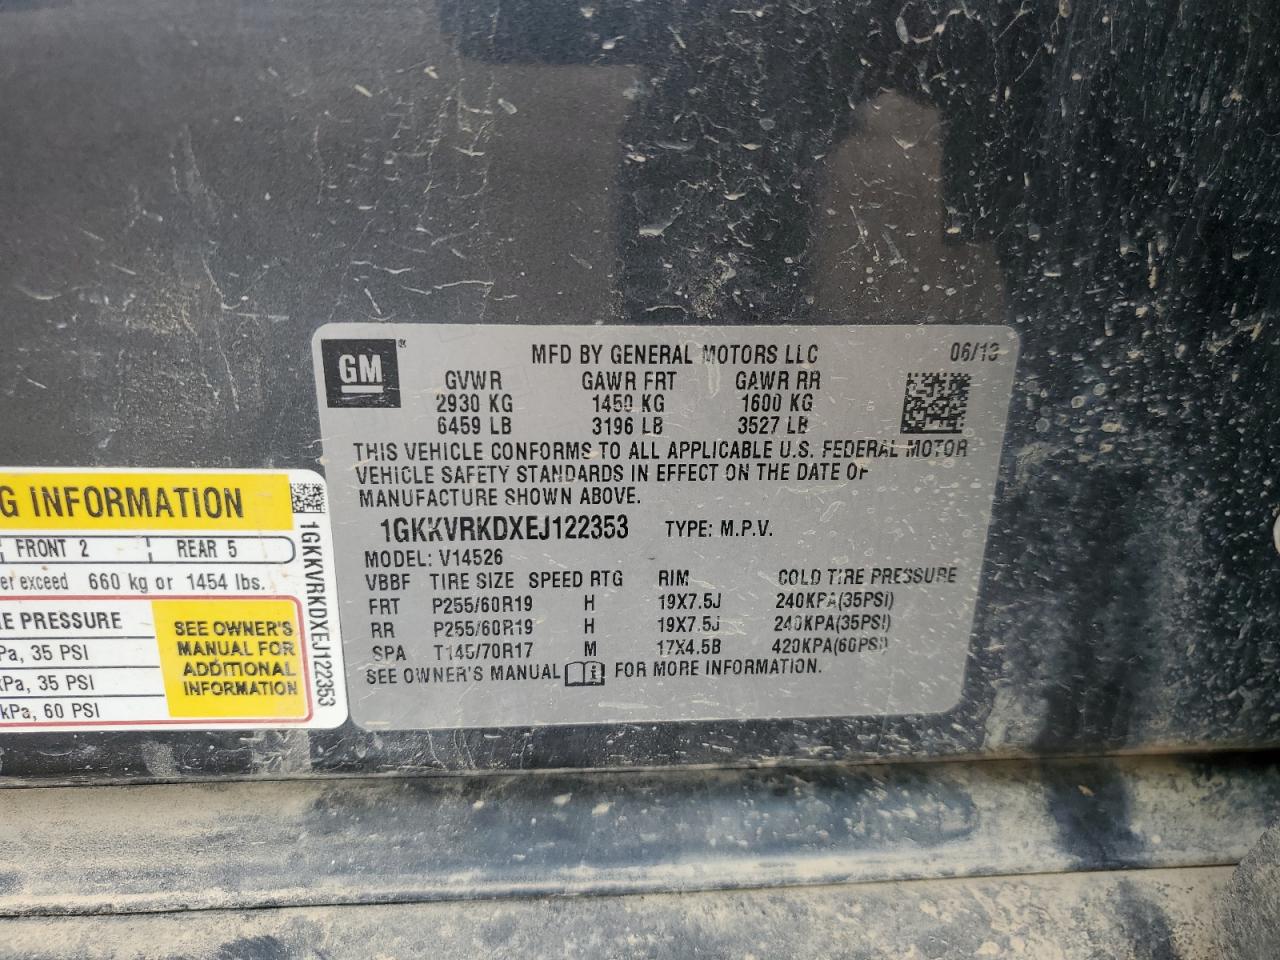 GM
MFD BY GENERAL MOTORS LLC 06/13
GVWR GAWR FRT GAWR RR
2930 KG 1450 KG 1600 KG
6459 LB 3196 LB 3527 LB
THIS VEHICLE CONFORMS TO ALL APPLICABLE U.S. FEDERAL MOTOR
VEHICLE SAFETY STANDARDS IN EFFECT ON THE DATE OF
MANUFACTURE SHOWN ABOVE.
1GKKVRKDXEJ122353 TYPE: M.P.V.
MODEL: V14526
VBBF TIRE SIZE SPEED RTG RIM COLD TIRE PRESSURE
FRT P255/60R19 H 19X7.5J 240KPA(35PSI)
RR P255/60R19 H 19X7.5J 240KPA(35PSI)
SPA T145/70R17 M 17X4.5B 420KPA(60PSI)
SEE OWNER'S MANUAL FOR MORE INFORMATION.
G INFORMATION
FRONT 2 REAR 5
er exceed 660 kg or 1454 lbs.
E PRESSURE
Pa, 35 PSI
kPa, 35 PSI
kPa, 60 PSI
SEE OWNER'S
MANUAL FOR
ADDITIONAL
INFORMATION
1GKKVRKDXEJ122353